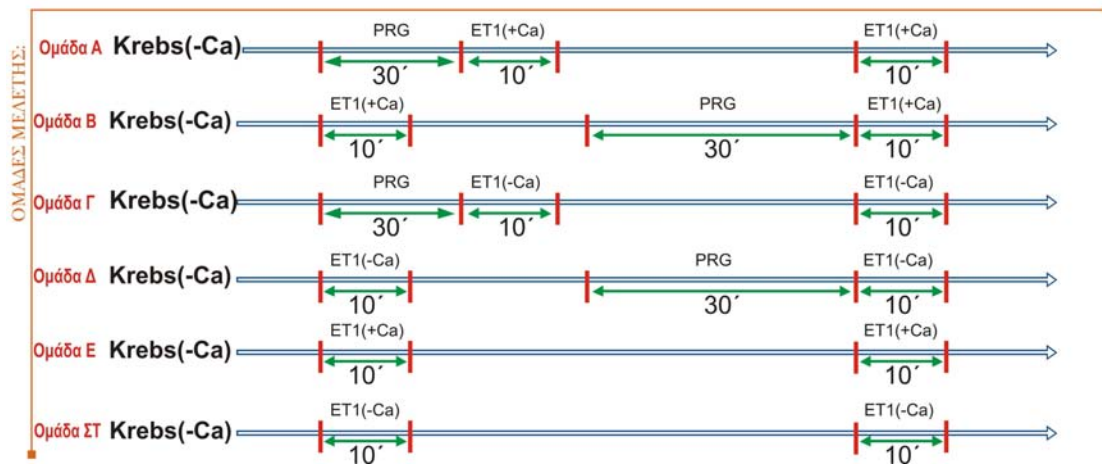 ΟΜΑΔΕΣ ΜΕΛΕΤΗΣ:
PRG ET1(+Ca) ET1(+Ca)
Ομάδα Α Krebs(-Ca)
30´ 10´ 10´
ET1(+Ca) PRG ET1(+Ca)
Ομάδα Β Krebs(-Ca)
10´ 30´ 10´
PRG ET1(-Ca) ET1(-Ca)
Ομάδα Γ Krebs(-Ca)
30´ 10´ 10´
ET1(-Ca) PRG ET1(-Ca)
Ομάδα Δ Krebs(-Ca)
10´ 30´ 10´
ET1(+Ca) ET1(+Ca)
Ομάδα Ε Krebs(-Ca)
10´ 10´
ET1(-Ca) ET1(-Ca)
Ομάδα ΣΤ Krebs(-Ca)
10´ 10´